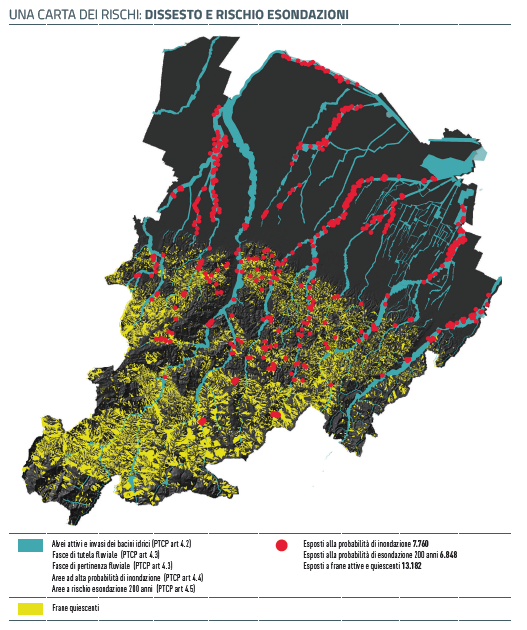 UNA CARTA DEI RISCHI: DISSESTO E RISCHIO ESONDAZIONI
Alvei attivi e invasi dei bacini idrici (PTCP art 4.2)
Fasce di tutela fluviale (PTCP art 4.3)
Fasce di pertinenza fluviale (PTCP art 4.3)
Aree ad alta probabilità di inondazione (PTCP art 4.4)
Aree a rischio esondazione 200 anni (PTCP art 4.5)
Frane quiescenti
Esposti alla probabilità di inondazione 7.760
Esposti alla probabilità di esondazione 200 anni 6.848
Esposti a frane attive e quiescenti 13.182